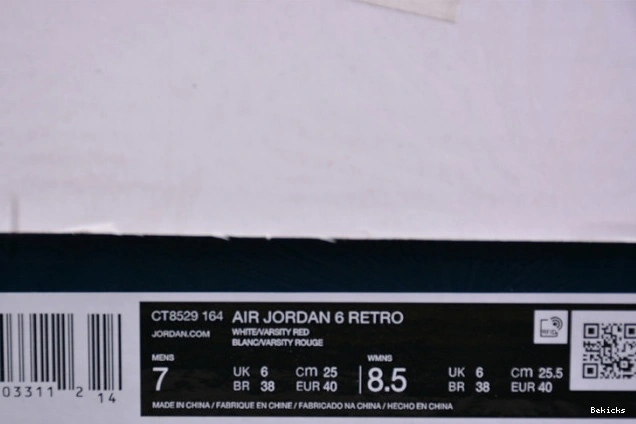 CT8529 164 AIR JORDAN 6 RETRO
JORDAN.COM
WHITE/VARSITY RED
BLANC/VARSITY ROUGE
RFID
MENS
7
UK 6 cm 25
BR 38 EUR 40
WMNS
8.5
UK 6 cm 25.5
BR 38 EUR 40
MADE IN CHINA / FABRIQUE EN CHINE / FABRICADO NA CHINA / HECHO EN CHINA
03311 2 14
Bekicks